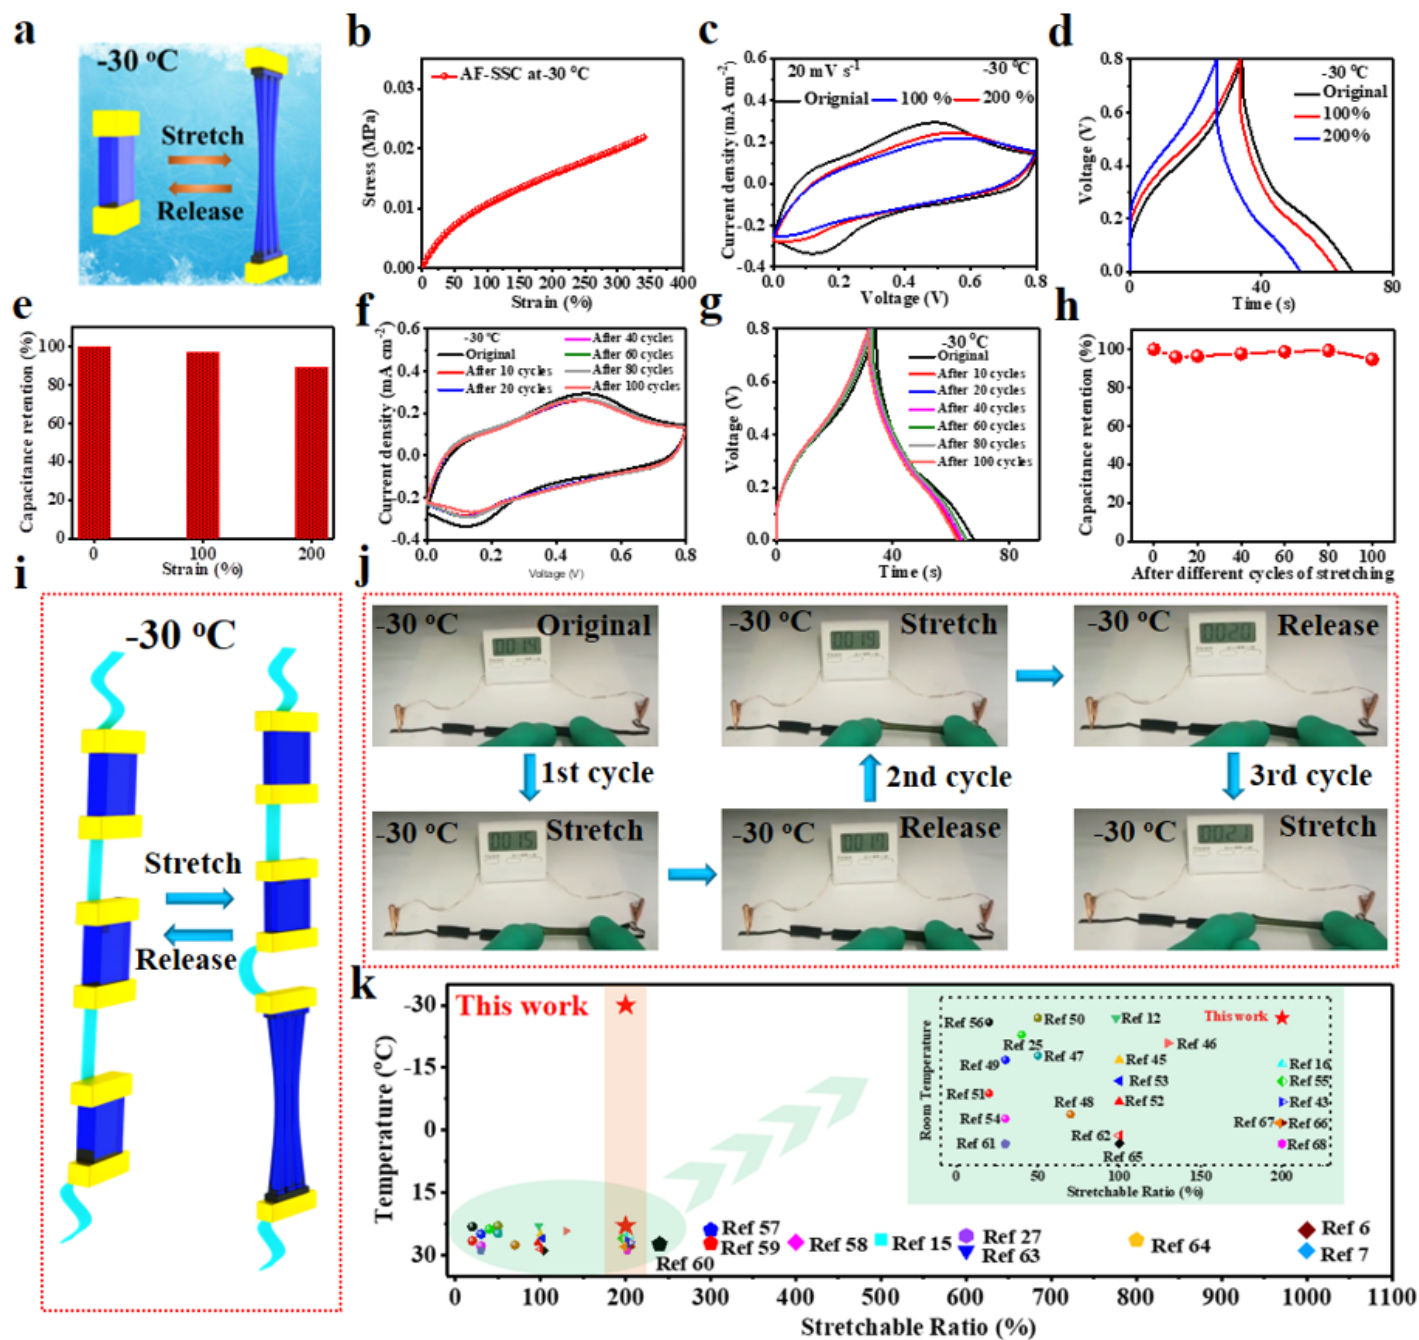 a
-30 °C
Stretch
Release
b
AF-SSC at-30 °C
Stress (MPa)
0.03
0.02
0.01
0.00
0 50 100 150 200 250 300 350 400
Strain (%)
c
20 mV s-1
-30 °C
Orignial 100 % 200 %
Current density (mA cm-2)
0.6
0.4
0.2
0.0
-0.2
-0.4
0.0 0.2 0.4 0.6 0.8
Voltage (V)
d
-30 °C
Original
100%
200%
Voltage (V)
0.8
0.6
0.4
0.2
0.0
0 40 80
Time (s)
e
Capacitance retention (%)
100
80
60
40
20
0
0 100 200
Strain (%)
f
-30 °C
Original
After 10 cycles
After 20 cycles
After 40 cycles
After 60 cycles
After 80 cycles
After 100 cycles
Current density (mA cm-2)
0.6
0.4
0.2
0.0
-0.2
-0.4
0.0 0.2 0.4 0.6 0.8
Voltage (V)
g
-30 °C
Original
After 10 cycles
After 20 cycles
After 40 cycles
After 60 cycles
After 80 cycles
After 100 cycles
Voltage (V)
0.8
0.6
0.4
0.2
0.0
0 40 80
Time (s)
h
Capacitance retention (%)
100
80
60
40
20
0
0 20 40 60 80 100
After different cycles of stretching
i
-30 °C
Stretch
Release
j
-30 °C Original
0014
-30 °C Stretch
0019
-30 °C Release
0020
1st cycle
2nd cycle
3rd cycle
-30 °C Stretch
0015
-30 °C Release
-30 °C Stretch
0021
k
This work
Temperature (°C)
-30
-15
0
15
30
Room Temperature
Ref 56
Ref 50
Ref 12
This work
Ref 25
Ref 46
Ref 49
Ref 47
Ref 45
Ref 16
Ref 53
Ref 55
Ref 51
Ref 48
Ref 52
Ref 43
Ref 54
Ref 67
Ref 66
Ref 61
Ref 62
Ref 68
Ref 65
0 50 100 150 200
Stretchable Ratio (%)
Ref 57
Ref 59
Ref 60
Ref 58
Ref 15
Ref 27
Ref 63
Ref 64
Ref 6
Ref 7
0 100 200 300 400 500 600 700 800 900 1000 1100
Stretchable Ratio (%)